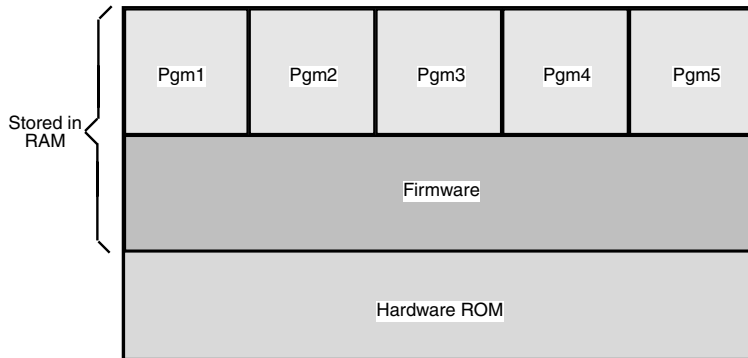 Pgm1
Pgm2
Pgm3
Pgm4
Pgm5
Stored in
RAM
Firmware
Hardware ROM